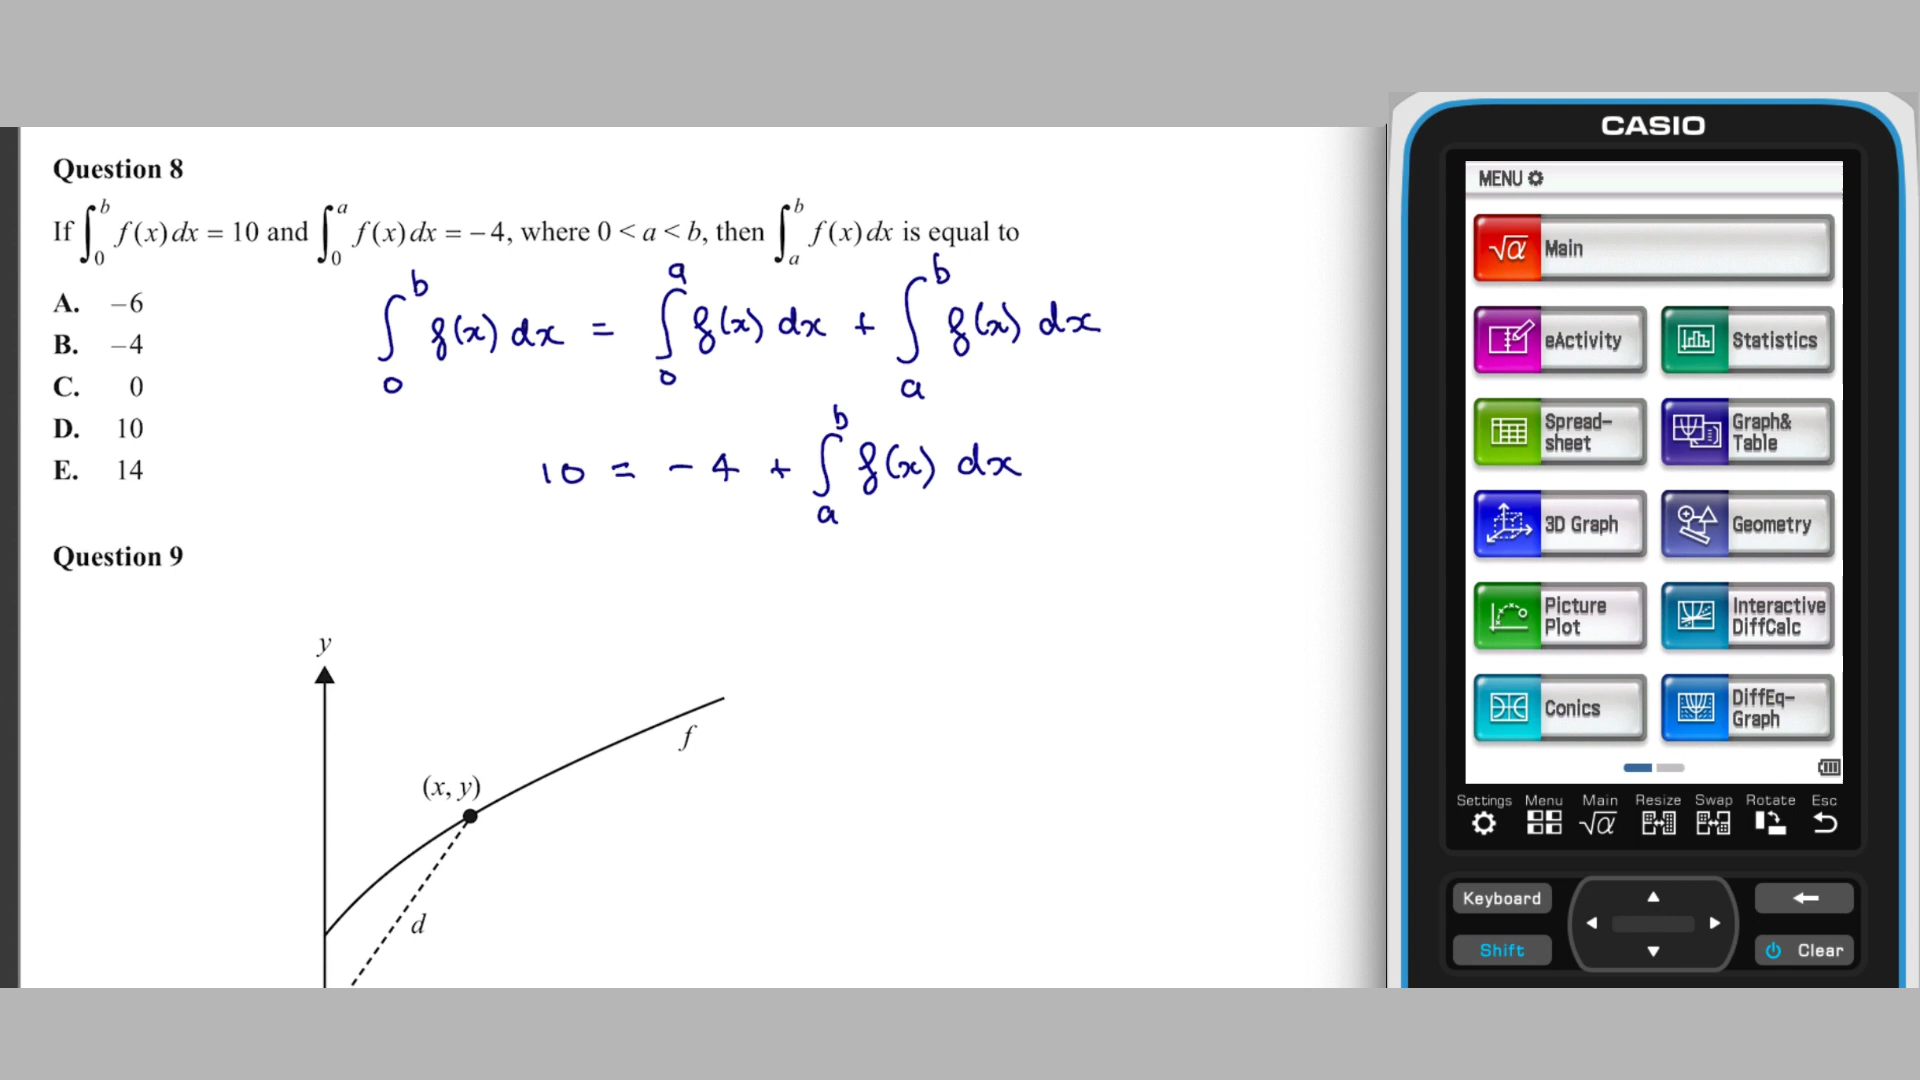 Question 8
If ∫₀ᵇ f(x) dx = 10 and ∫₀ᵃ f(x) dx = −4, where 0 < a < b, then ∫ₐᵇ f(x) dx is equal to
A. −6
B. −4
C. 0
D. 10
E. 14
∫₀ᵇ f(x) dx = ∫₀ᵃ f(x) dx + ∫ₐᵇ f(x) dx
10 = −4 + ∫ₐᵇ f(x) dx
Question 9
y
f
(x, y)
d
CASIO
MENU
√α Main
eActivity
Statistics
Spread-
sheet
Graph&
Table
3D Graph
Geometry
Picture
Plot
Interactive
DiffCalc
Conics
DiffEq-
Graph
Settings Menu Main Resize Swap Rotate Esc
√α
Keyboard
Shift
Clear